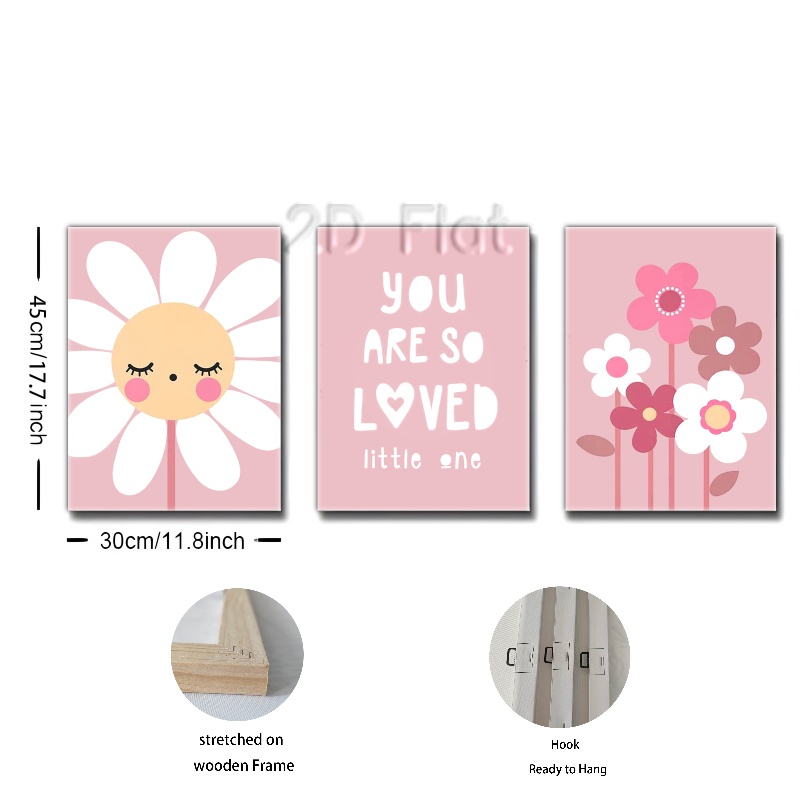 2.D Flat
45cm/17.7inch
YOU
ARE SO
LOVED
little one
30cm/11.8inch
stretched on
wooden Frame
Hook
Ready to Hang